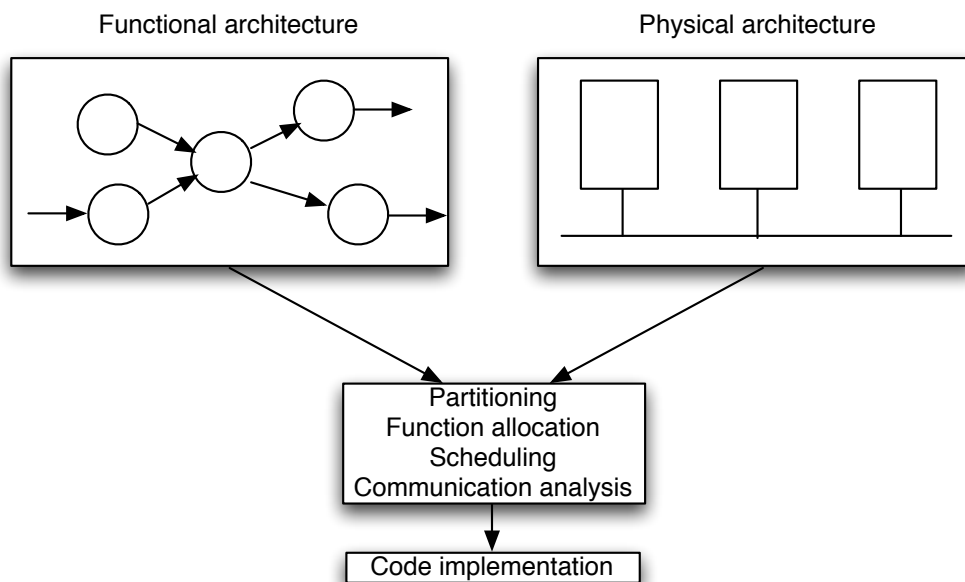 Functional architecture
Physical architecture
Partitioning
Function allocation
Scheduling
Communication analysis
Code implementation